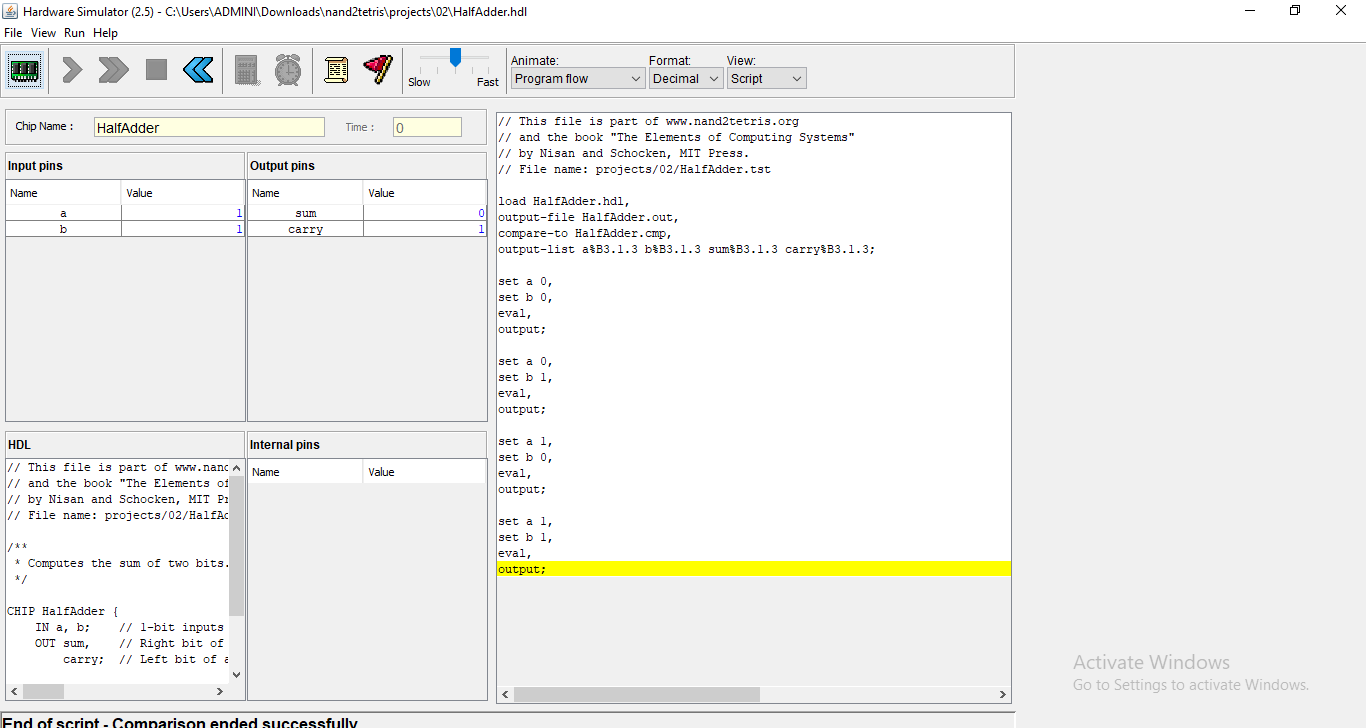 Hardware Simulator (2.5) - C:\Users\ADMINI\Downloads\nand2tetris\projects\02\HalfAdder.hdl
File View Run Help
Slow Fast
Animate: Format: View:
Program flow Decimal Script
Chip Name : HalfAdder Time : 0
Input pins
Name Value
a 1
b 1
Output pins
Name Value
sum 0
carry 1
HDL
// This file is part of www.nand
// and the book "The Elements of
// by Nisan and Schocken, MIT Pr
// File name: projects/02/HalfAd
/**
* Computes the sum of two bits.
*/
CHIP HalfAdder {
IN a, b; // 1-bit inputs
OUT sum, // Right bit of
carry; // Left bit of a
Internal pins
Name Value
// This file is part of www.nand2tetris.org
// and the book "The Elements of Computing Systems"
// by Nisan and Schocken, MIT Press.
// File name: projects/02/HalfAdder.tst
load HalfAdder.hdl,
output-file HalfAdder.out,
compare-to HalfAdder.cmp,
output-list a%B3.1.3 b%B3.1.3 sum%B3.1.3 carry%B3.1.3;
set a 0,
set b 0,
eval,
output;
set a 0,
set b 1,
eval,
output;
set a 1,
set b 0,
eval,
output;
set a 1,
set b 1,
eval,
output;
Activate Windows
Go to Settings to activate Windows.
End of script - Comparison ended successfully